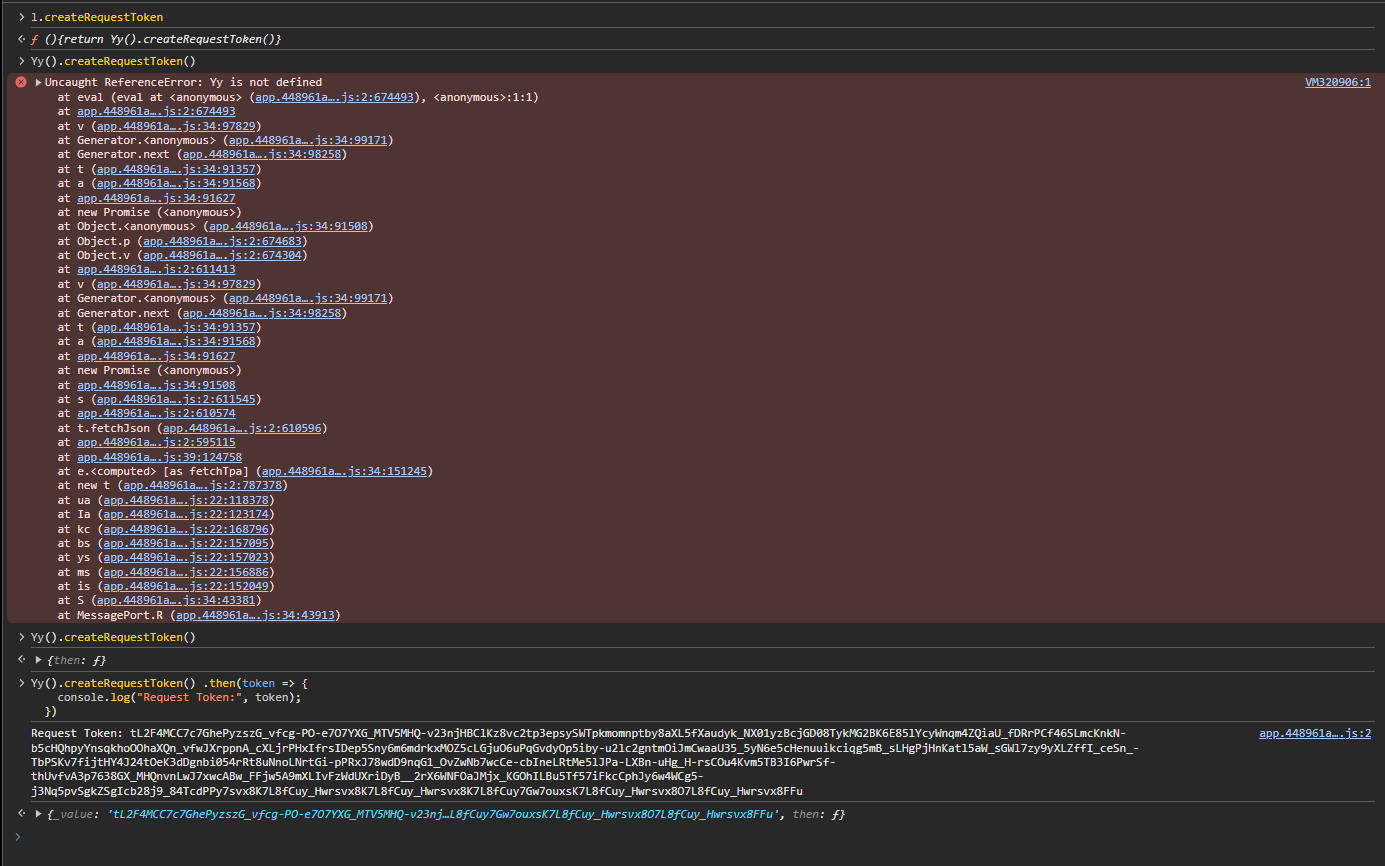 > l.createRequestToken
< ƒ (){return Yy().createRequestToken()}
> Yy().createRequestToken()
▶Uncaught ReferenceError: Yy is not defined VM320906:1
at eval (eval at <anonymous> (app.448961a….js:2:674493), <anonymous>:1:1)
at app.448961a….js:2:674493
at v (app.448961a….js:34:97829)
at Generator.<anonymous> (app.448961a….js:34:99171)
at Generator.next (app.448961a….js:34:98258)
at t (app.448961a….js:34:91357)
at a (app.448961a….js:34:91568)
at app.448961a….js:34:91627
at new Promise (<anonymous>)
at Object.<anonymous> (app.448961a….js:34:91508)
at Object.p (app.448961a….js:2:674683)
at Object.v (app.448961a….js:2:674304)
at app.448961a….js:2:611413
at v (app.448961a….js:34:97829)
at Generator.<anonymous> (app.448961a….js:34:99171)
at Generator.next (app.448961a….js:34:98258)
at t (app.448961a….js:34:91357)
at a (app.448961a….js:34:91568)
at app.448961a….js:34:91627
at new Promise (<anonymous>)
at app.448961a….js:34:91508
at s (app.448961a….js:2:611545)
at app.448961a….js:2:610574
at t.fetchJson (app.448961a….js:2:610596)
at app.448961a….js:2:595115
at app.448961a….js:39:124758
at e.<computed> [as fetchTpa] (app.448961a….js:34:151245)
at new t (app.448961a….js:2:787378)
at ua (app.448961a….js:22:118378)
at Ia (app.448961a….js:22:123174)
at kc (app.448961a….js:22:168796)
at bs (app.448961a….js:22:157095)
at ys (app.448961a….js:22:157023)
at ms (app.448961a….js:22:156886)
at is (app.448961a….js:22:152049)
at S (app.448961a….js:34:43381)
at MessagePort.R (app.448961a….js:34:43913)
> Yy().createRequestToken()
< ▶ {then: ƒ}
> Yy().createRequestToken() .then(token => {
console.log("Request Token:", token);
})
Request Token: tL2F4MCC7c7GhePyzszG_vfcg-PO-e7O7YXG_MTV5MHQ-v23njHBClKz8vc2tp3epsySWTpkmomnptby8aXL5fXaudyk_NX01yzBcjGD08TykMG2BK6E85lYcyWnqm4ZQiaU_fDRrPCf46SLmcKnkN- app.448961a….js:2
b5cHQhpyYnsqkhoOOhaXQn_vfwJXrppnA_cXLjrPHxIfrsIDep5Sny6m6mdrkxMOZ5cLGjuO6uPqGvdyOp5iby-u2lc2gntmOiJmCwaaU35_5yN6e5cHenuuikciqg5mB_sLHgPjHnKatl5aW_sGWl7zy9yXLZffI_ceSn_-
TbPSKv7fijtHY4J24tOeK3dDgnbi054rRt8uNnoLNrtGi-pPRxJ78wdD9nqG1_OvZwNb7wcCe-cbIneLRtMe5lJPa-LXBn-uHg_H-rsCOu4Kvm5TB3I6PwrSf-
thUvfvA3p7638GX_MHQnvnLwJ7xwcABw_FFjw5A9mXLIvFzWdUXriDyB__2rX6WNFOaJMjx_KGOhILBu5Tf57iFkcCphJy6w4WCg5-
j3Nq5pvSgkZSgIcb28j9_84TcdPPy7svx8K7L8fCuy_Hwrsvx8K7L8fCuy_Hwrsvx8K7L8fCuy7Gw7ouxsK7L8fCuy_Hwrsvx8O7L8fCuy_Hwrsvx8FFu
< ▶ {_value: 'tL2F4MCC7c7GhePyzszG_vfcg-PO-e7O7YXG_MTV5MHQ-v23nj…L8fCuy7Gw7ouxsK7L8fCuy_Hwrsvx8O7L8fCuy_Hwrsvx8FFu', then: ƒ}
>